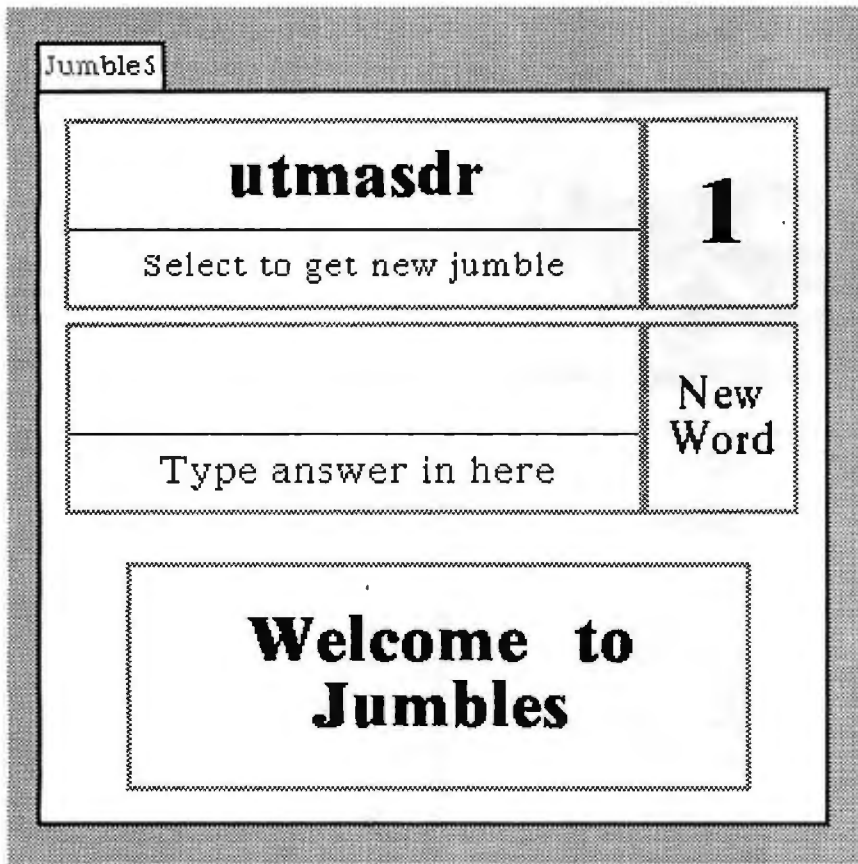 Jumbles
utmasdr
1
Select to get new jumble
New
Word
Type answer in here
Welcome to
Jumbles